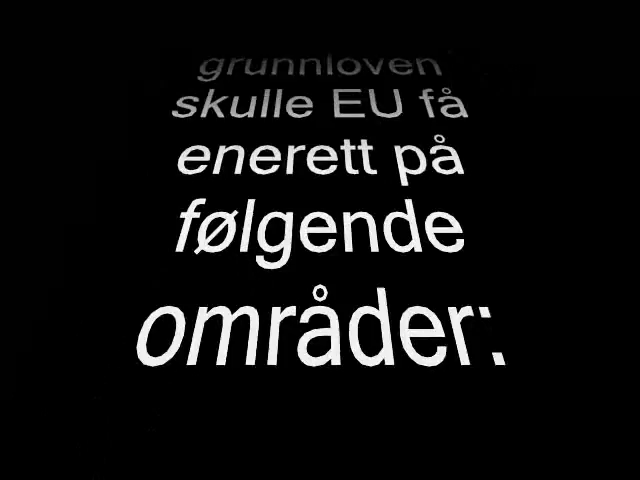 grunnloven
skulle EU få
enerett på
følgende
områder: